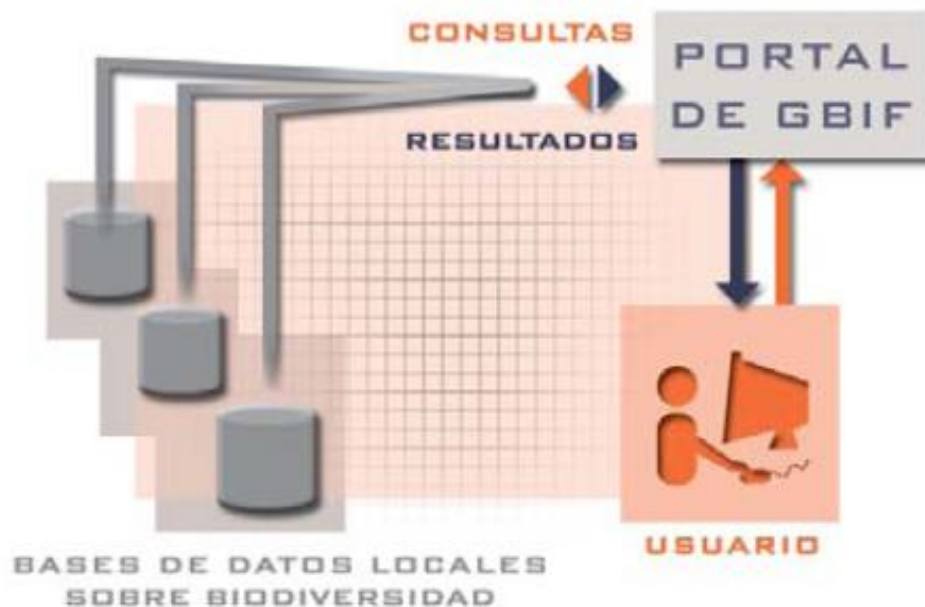 CONSULTAS
RESULTADOS
PORTAL
DE GBIF
USUARIO
BASES DE DATOS LOCALES
SOBRE BIODIVERSIDAD